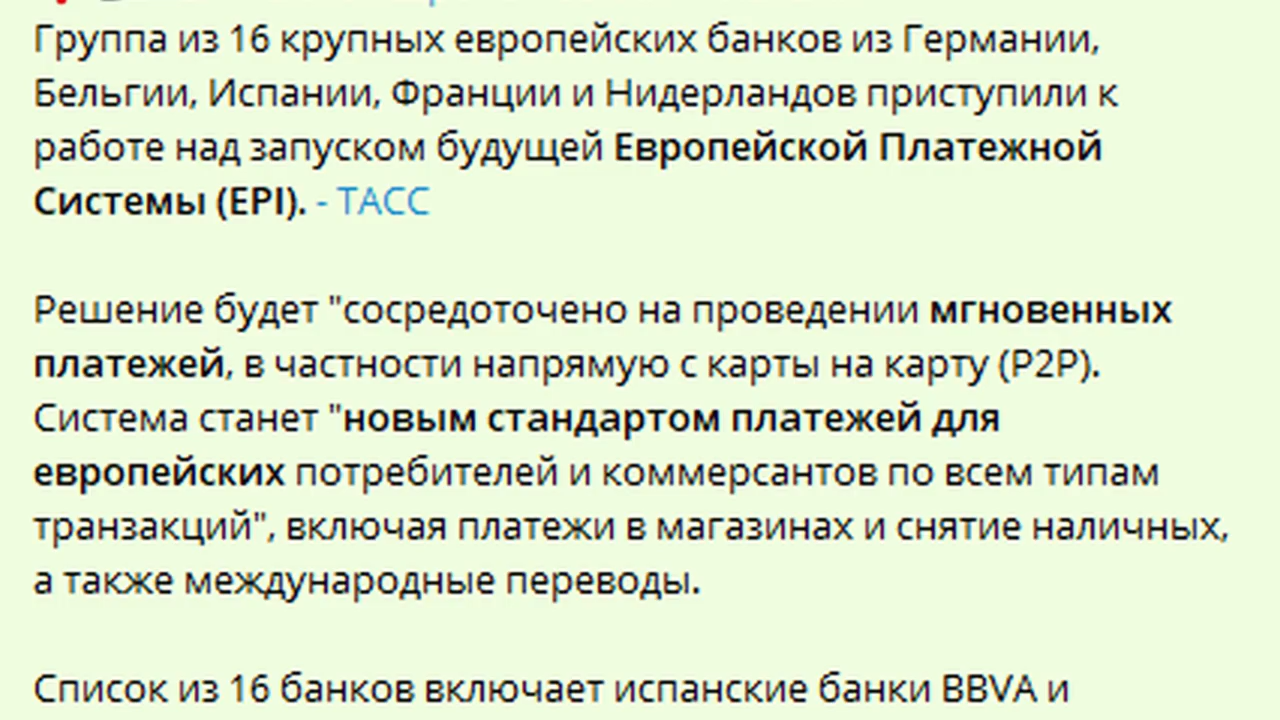 Группа из 16 крупных европейских банков из Германии,
Бельгии, Испании, Франции и Нидерландов приступили к
работе над запуском будущей Европейской Платежной
Системы (EPI). - ТАСС
Решение будет "сосредоточено на проведении мгновенных
платежей, в частности напрямую с карты на карту (P2P).
Система станет "новым стандартом платежей для
европейских потребителей и коммерсантов по всем типам
транзакций", включая платежи в магазинах и снятие наличных,
а также международные переводы.
Список из 16 банков включает испанские банки BBVA и